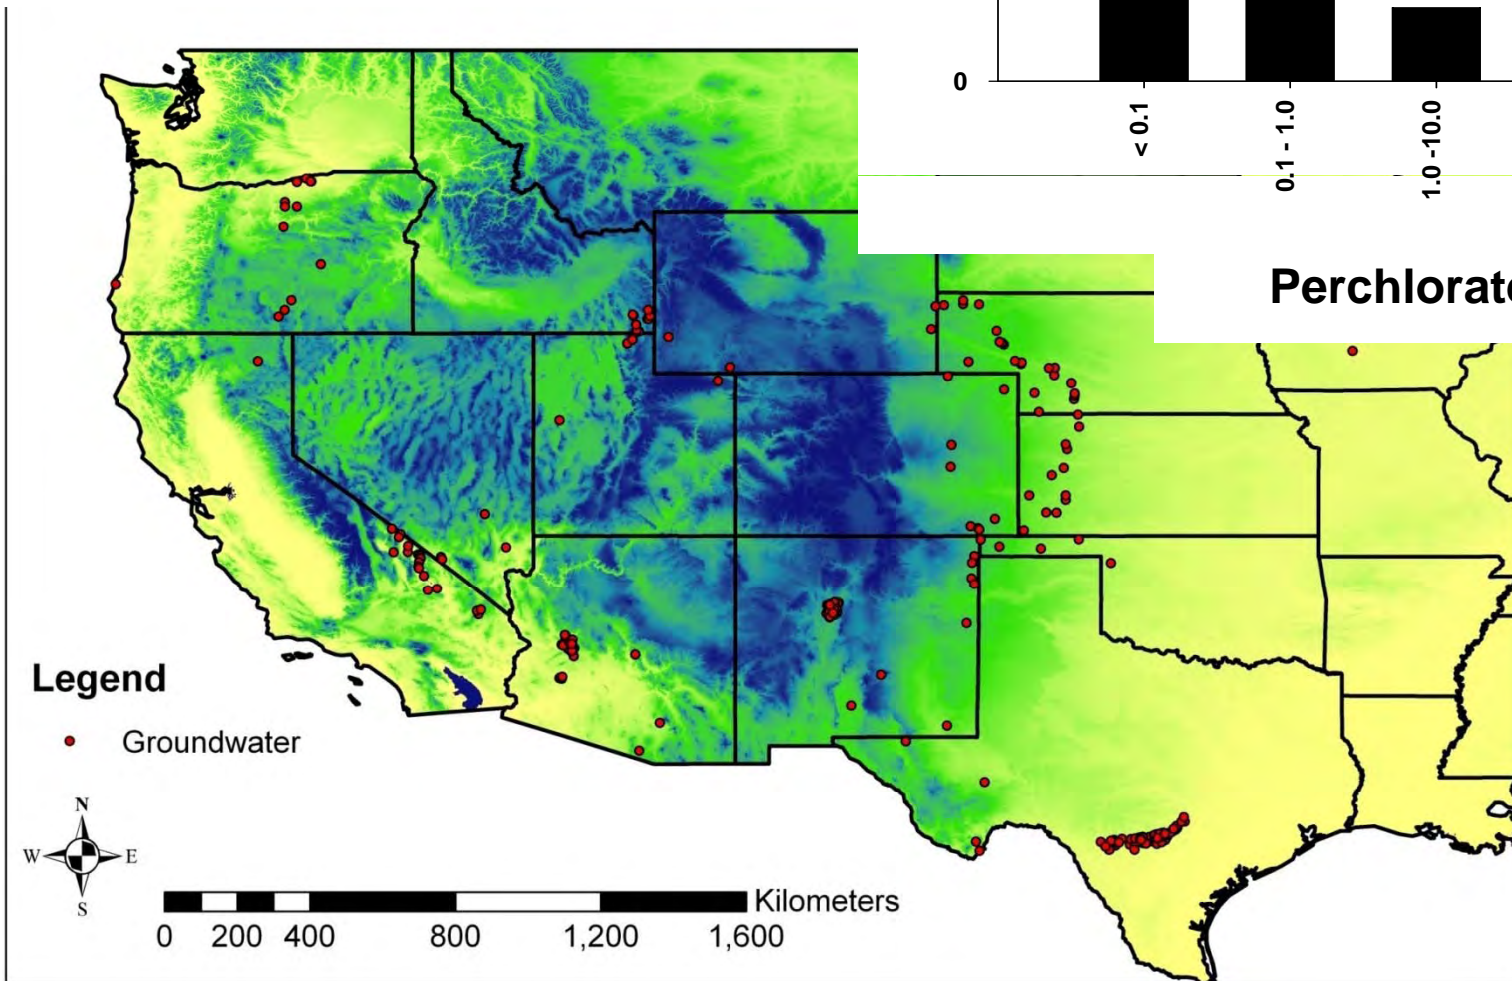 0
< 0.1
0.1 - 1.0
1.0 -10.0
Perchlorate
Legend
Groundwater
N
W E
S
Kilometers
0 200 400 800 1,200 1,600